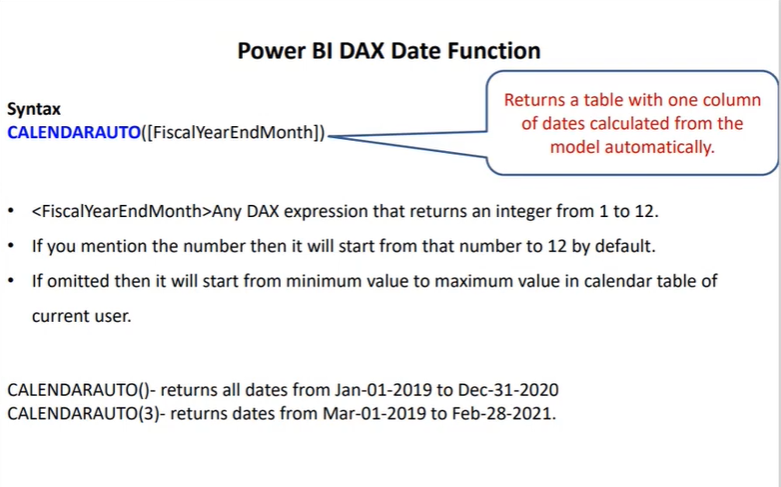 Power BI DAX Date Function
Syntax
CALENDARAUTO([FiscalYearEndMonth])
Returns a table with one column
of dates calculated from the
model automatically.
• <FiscalYearEndMonth>Any DAX expression that returns an integer from 1 to 12.
• If you mention the number then it will start from that number to 12 by default.
• If omitted then it will start from minimum value to maximum value in calendar table of
current user.
CALENDARAUTO()- returns all dates from Jan-01-2019 to Dec-31-2020
CALENDARAUTO(3)- returns dates from Mar-01-2019 to Feb-28-2021.